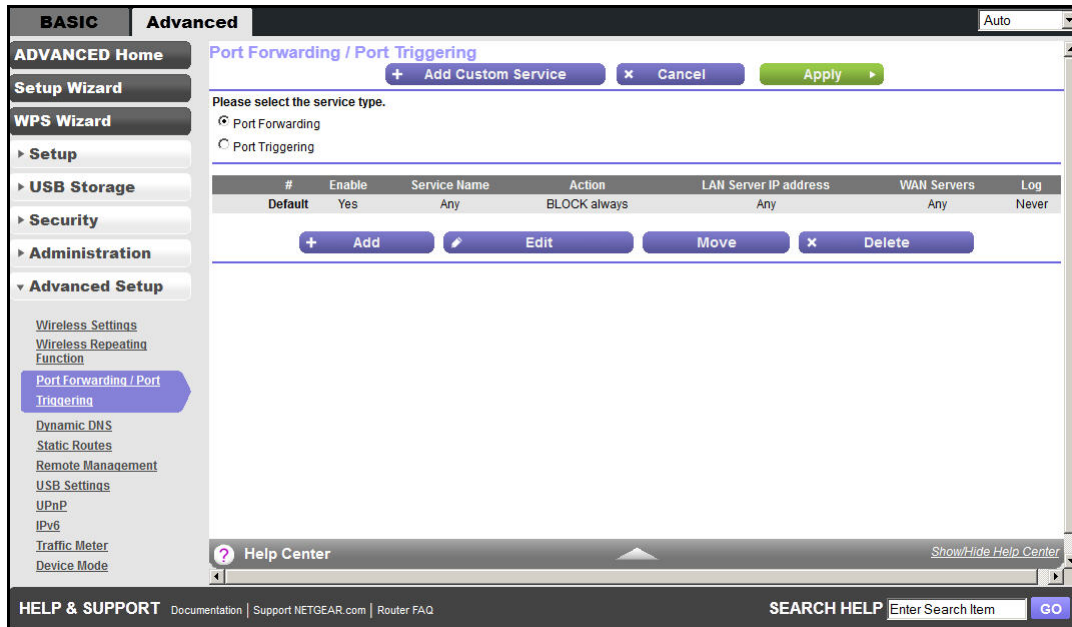 BASIC
Advanced
Auto
ADVANCED Home
Setup Wizard
WPS Wizard
Setup
USB Storage
Security
Administration
Advanced Setup
Wireless Settings
Wireless Repeating
Function
Port Forwarding / Port
Triggering
Dynamic DNS
Static Routes
Remote Management
USB Settings
UPnP
IPv6
Traffic Meter
Device Mode
Port Forwarding / Port Triggering
+ Add Custom Service
× Cancel
Apply
Please select the service type.
Port Forwarding
Port Triggering
# Enable Service Name Action LAN Server IP address WAN Servers Log
Default Yes Any BLOCK always Any Any Never
+ Add
Edit
Move
× Delete
? Help Center
Show/Hide Help Center
HELP & SUPPORT Documentation | Support NETGEAR.com | Router FAQ
SEARCH HELP Enter Search Item GO